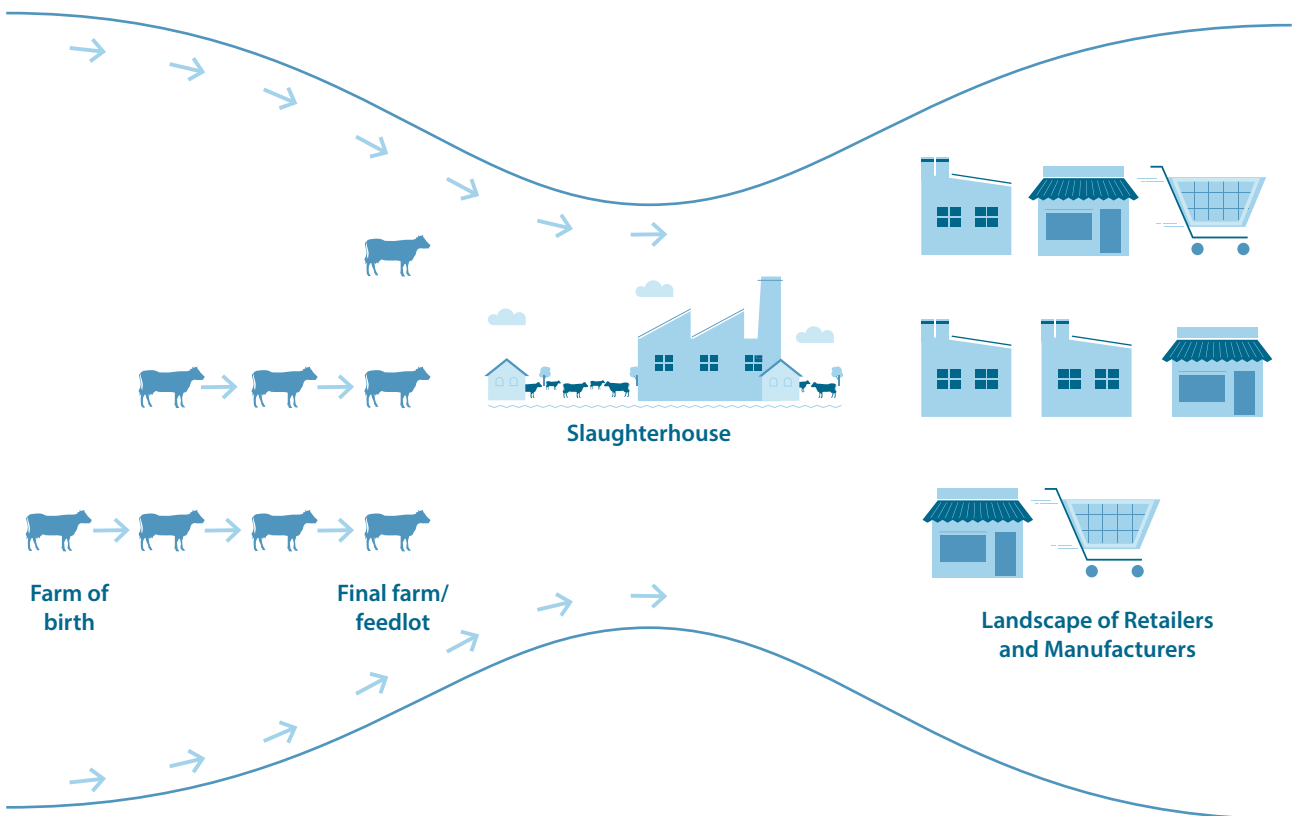 Slaughterhouse
Farm of
birth
Final farm/
feedlot
Landscape of Retailers
and Manufacturers